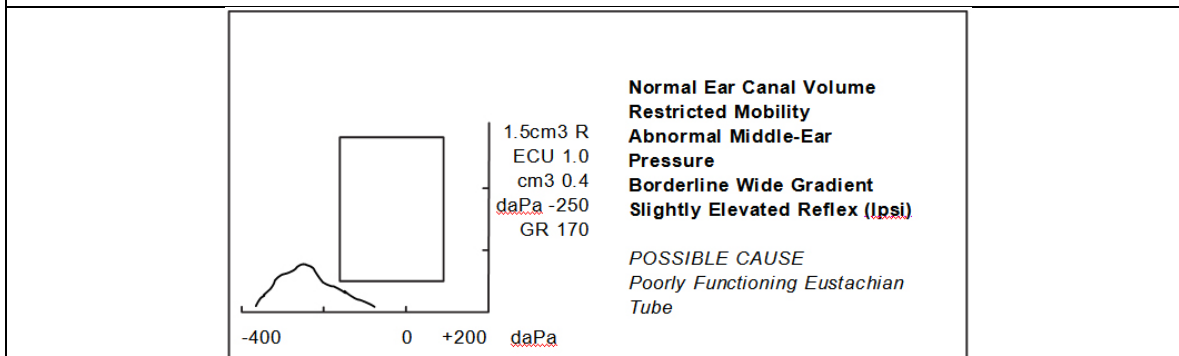 1.5cm3 R
ECU 1.0
cm3 0.4
daPa -250
GR 170
Normal Ear Canal Volume
Restricted Mobility
Abnormal Middle-Ear
Pressure
Borderline Wide Gradient
Slightly Elevated Reflex (Ipsi)
POSSIBLE CAUSE
Poorly Functioning Eustachian
Tube
-400 0 +200 daPa